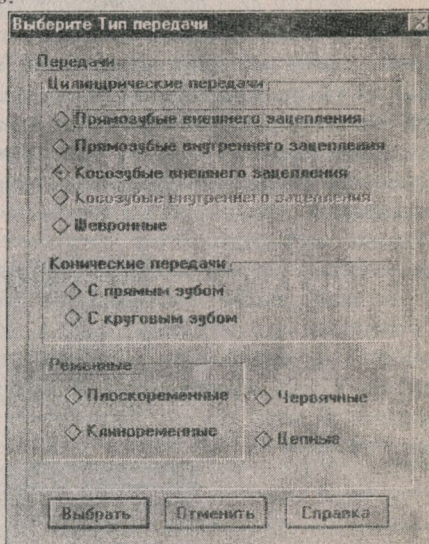 Выберите Тип передачи
Передачи
Цилиндрические передачи
Прямозубые внешнего зацепления
Прямозубые внутреннего зацепления
Косозубые внешнего зацепления
Косозубые внутреннего зацепления
Шевронные
Конические передачи
С прямым зубом
С круговым зубом
Ременные
Плоскоременные
Червячные
Клиноременные
Цепные
Выбрать Отменить Справка